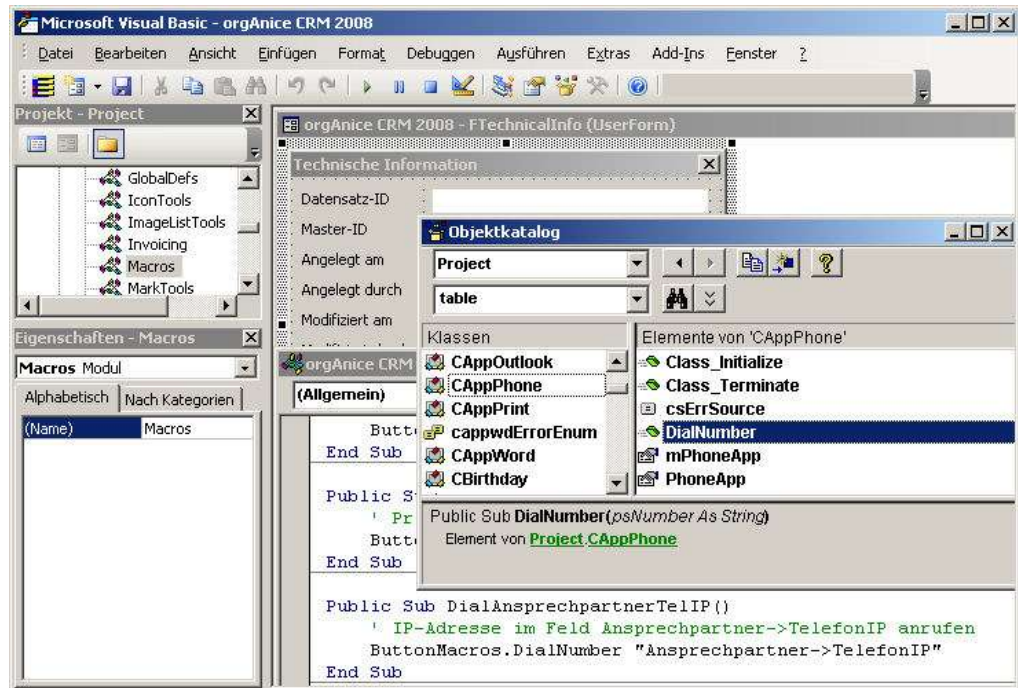 Microsoft Visual Basic - orgAnice CRM 2008
Datei Bearbeiten Ansicht Einfügen Format Debuggen Ausführen Extras Add-Ins Fenster ?
Projekt - Project
GlobalDefs
IconTools
ImageListTools
Invoicing
Macros
MarkTools
Eigenschaften - Macros
Macros Modul
Alphabetisch Nach Kategorien
(Name) Macros
orgAnice CRM 2008 - FTechnicalInfo (UserForm)
Technische Information
Datensatz-ID
Master-ID
Angelegt am
Angelegt durch
Modifiziert am
Objektkatalog
Project
table
Klassen
CAppOutlook
CAppPhone
CAppPrint
cappwdErrorEnum
CAppWord
CBirthday
Elemente von 'CAppPhone'
Class_Initialize
Class_Terminate
csErrSource
DialNumber
mPhoneApp
PhoneApp
Public Sub DialNumber(psNumber As String)
Element von Project.CAppPhone
orgAnice CRM
(Allgemein)
Butt
End Sub
Public S
' Pr
Butt
End Sub
Public Sub DialAnsprechpartnerTelIP()
' IP-Adresse im Feld Ansprechpartner->TelefonIP anrufen
ButtonMacros.DialNumber "Ansprechpartner->TelefonIP"
End Sub